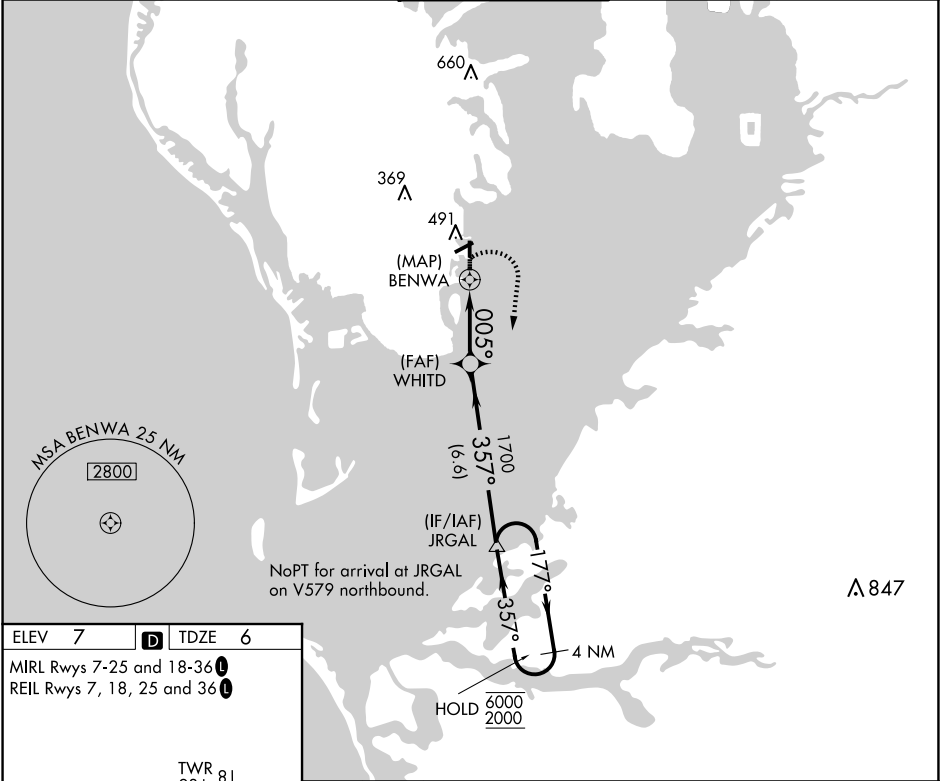 660
369
491
(MAP)
BENWA
005°
(FAF)
WHITD
MSA BENWA 25 NM
2800
1700
357°
(6.6)
(IF/IAF)
JRGAL
NoPT for arrival at JRGAL
on V579 northbound.
177°
357°
847
4 NM
HOLD
6000
2000
ELEV 7 D TDZE 6
MIRL Rwys 7-25 and 18-36 L
REIL Rwys 7, 18, 25 and 36 L
TWR
81